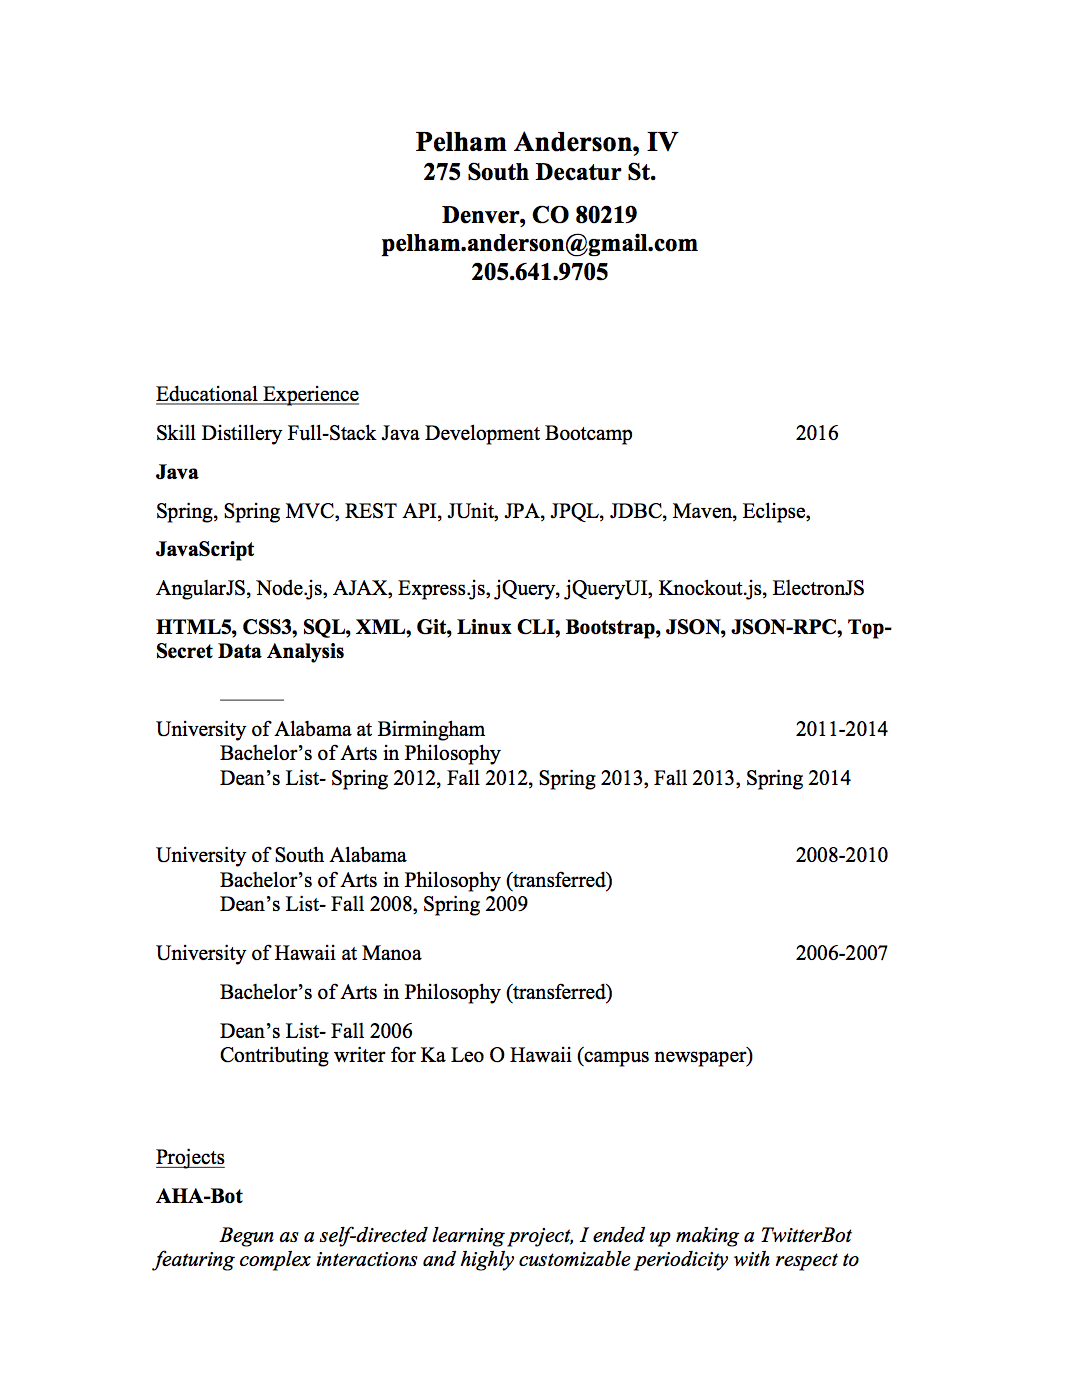 Pelham Anderson, IV
275 South Decatur St.
Denver, CO 80219
pelham.anderson@gmail.com
205.641.9705
Educational Experience
Skill Distillery Full-Stack Java Development Bootcamp 2016
Java
Spring, Spring MVC, REST API, JUnit, JPA, JPQL, JDBC, Maven, Eclipse,
JavaScript
AngularJS, Node.js, AJAX, Express.js, jQuery, jQueryUI, Knockout.js, ElectronJS
HTML5, CSS3, SQL, XML, Git, Linux CLI, Bootstrap, JSON, JSON-RPC, Top-
Secret Data Analysis
University of Alabama at Birmingham 2011-2014
Bachelor’s of Arts in Philosophy
Dean’s List- Spring 2012, Fall 2012, Spring 2013, Fall 2013, Spring 2014
University of South Alabama 2008-2010
Bachelor’s of Arts in Philosophy (transferred)
Dean’s List- Fall 2008, Spring 2009
University of Hawaii at Manoa 2006-2007
Bachelor’s of Arts in Philosophy (transferred)
Dean’s List- Fall 2006
Contributing writer for Ka Leo O Hawaii (campus newspaper)
Projects
AHA-Bot
Begun as a self-directed learning project, I ended up making a TwitterBot
featuring complex interactions and highly customizable periodicity with respect to